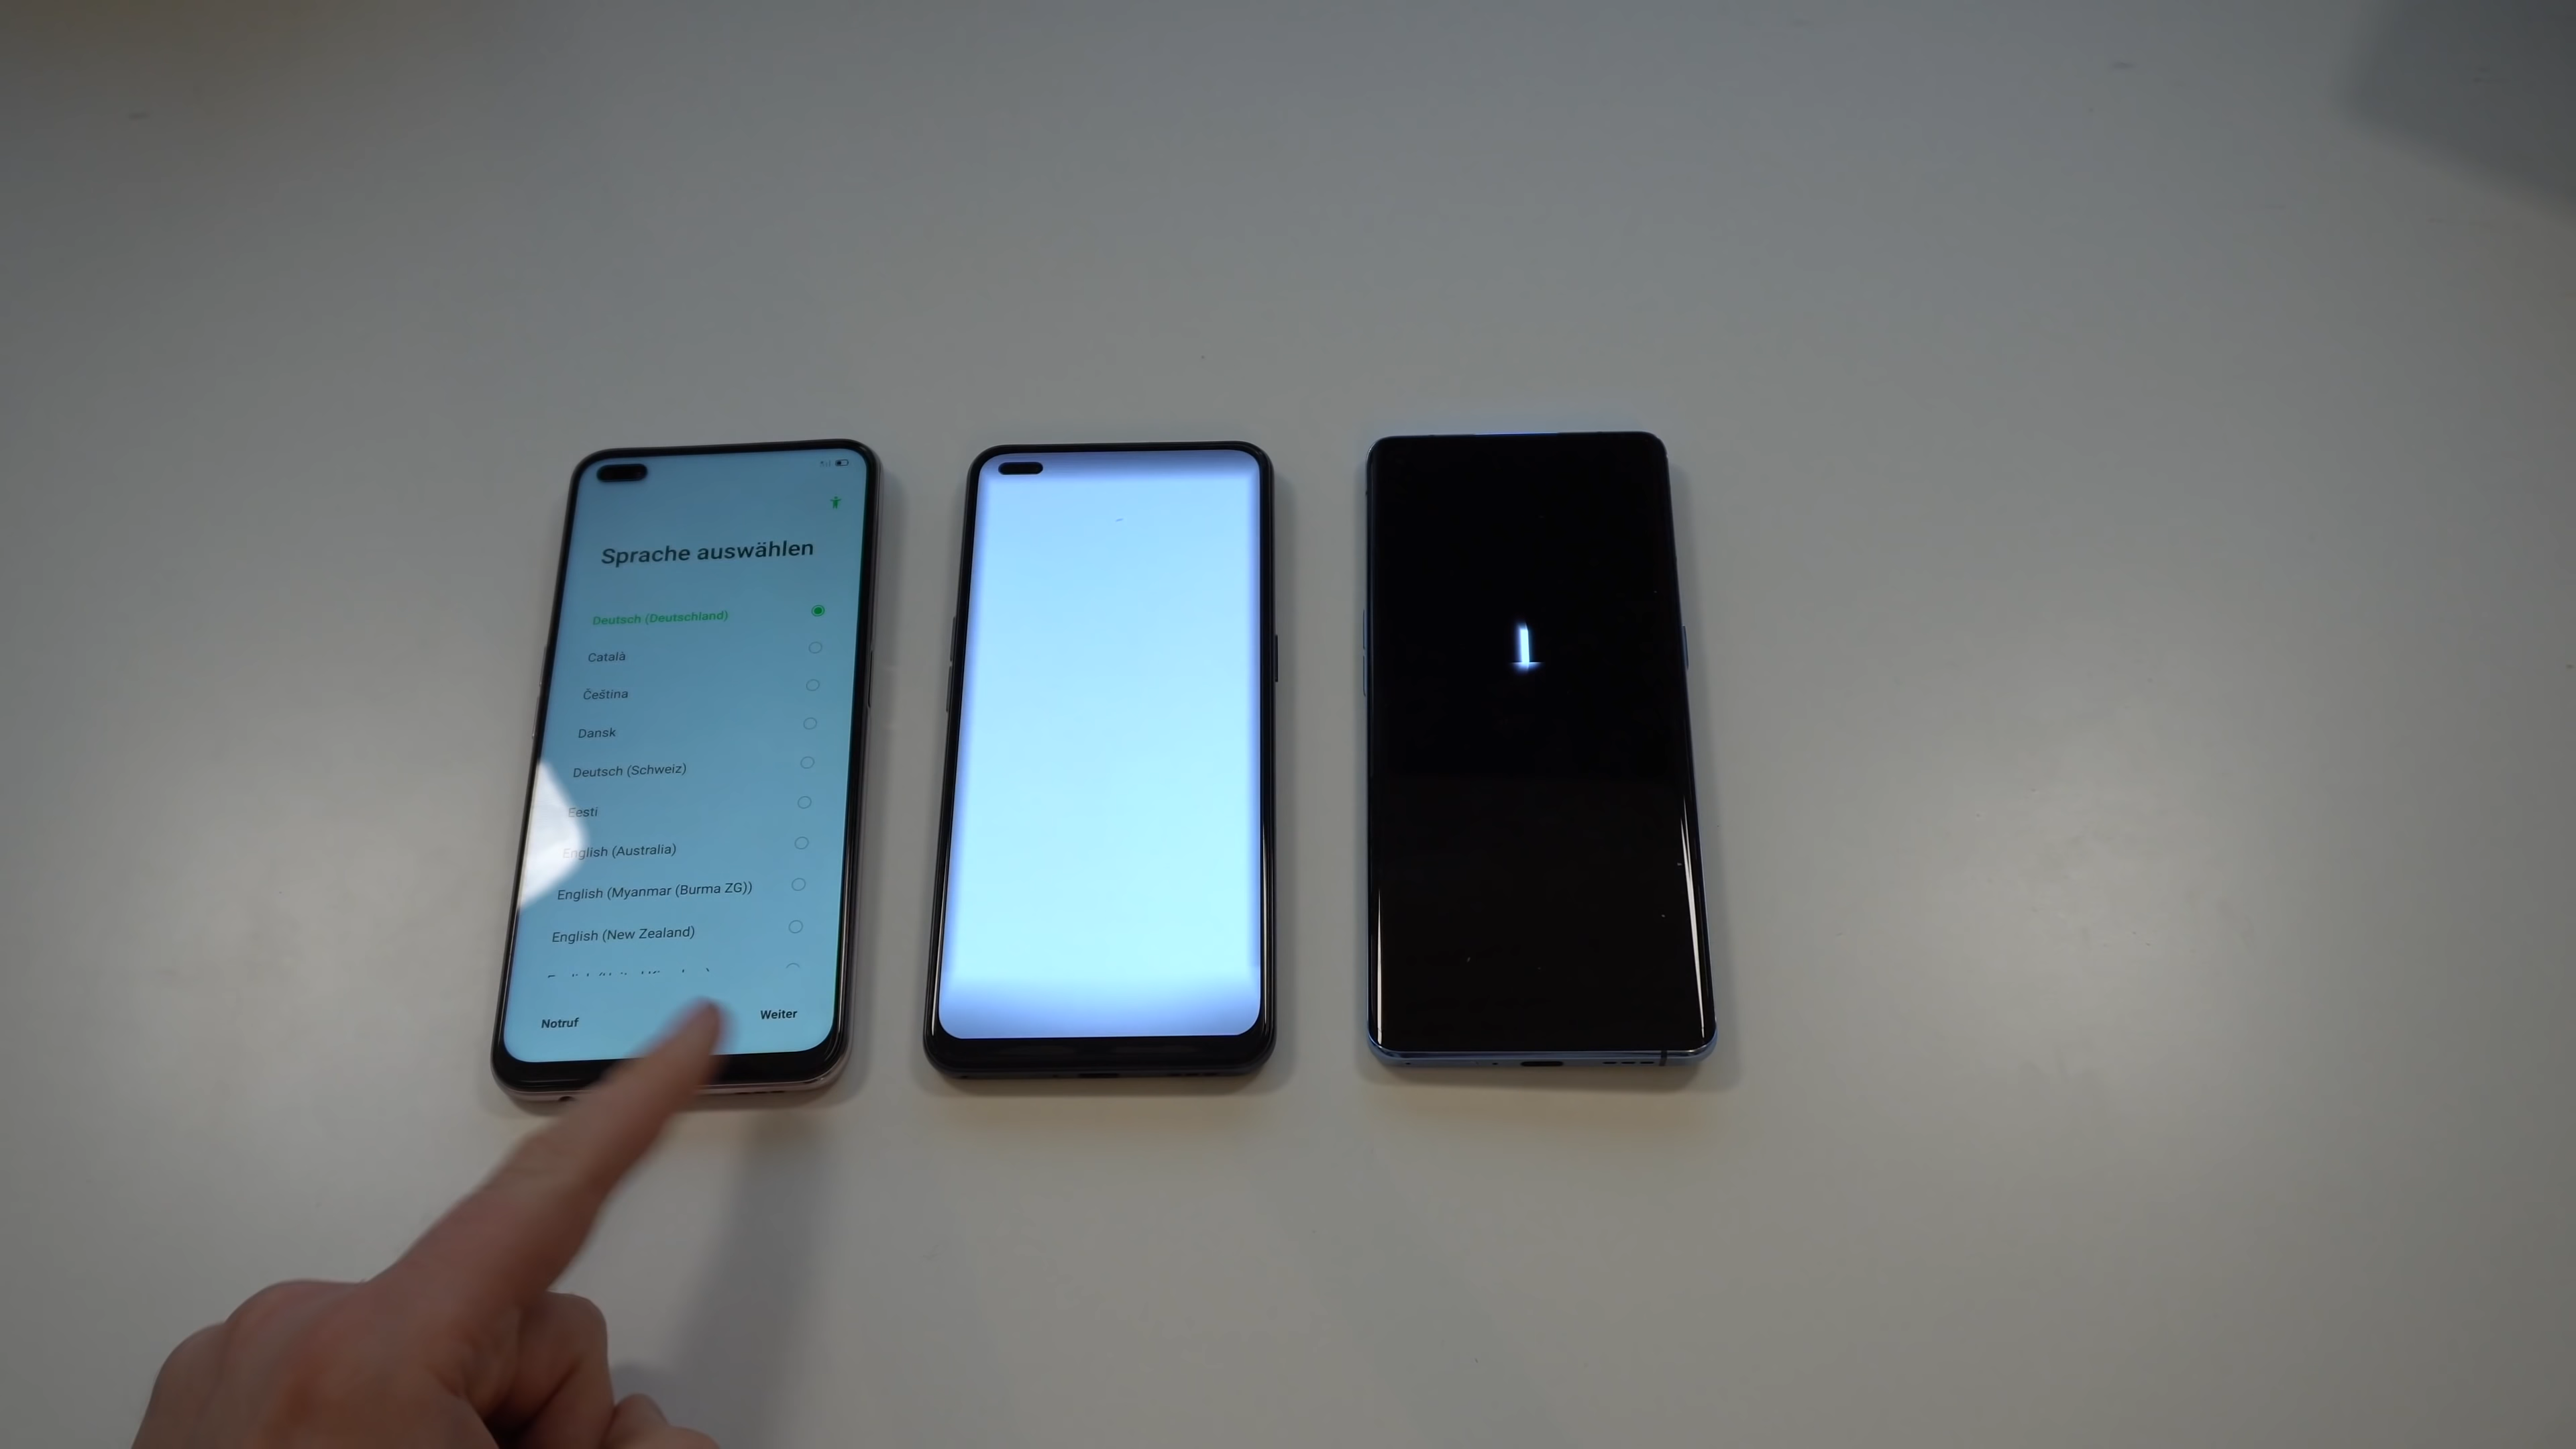 Sprache auswählen
Deutsch (Deutschland)
Català
Čeština
Dansk
Deutsch (Schweiz)
Eesti
English (Australia)
English (Myanmar (Burma ZG))
English (New Zealand)
Notruf
Weiter